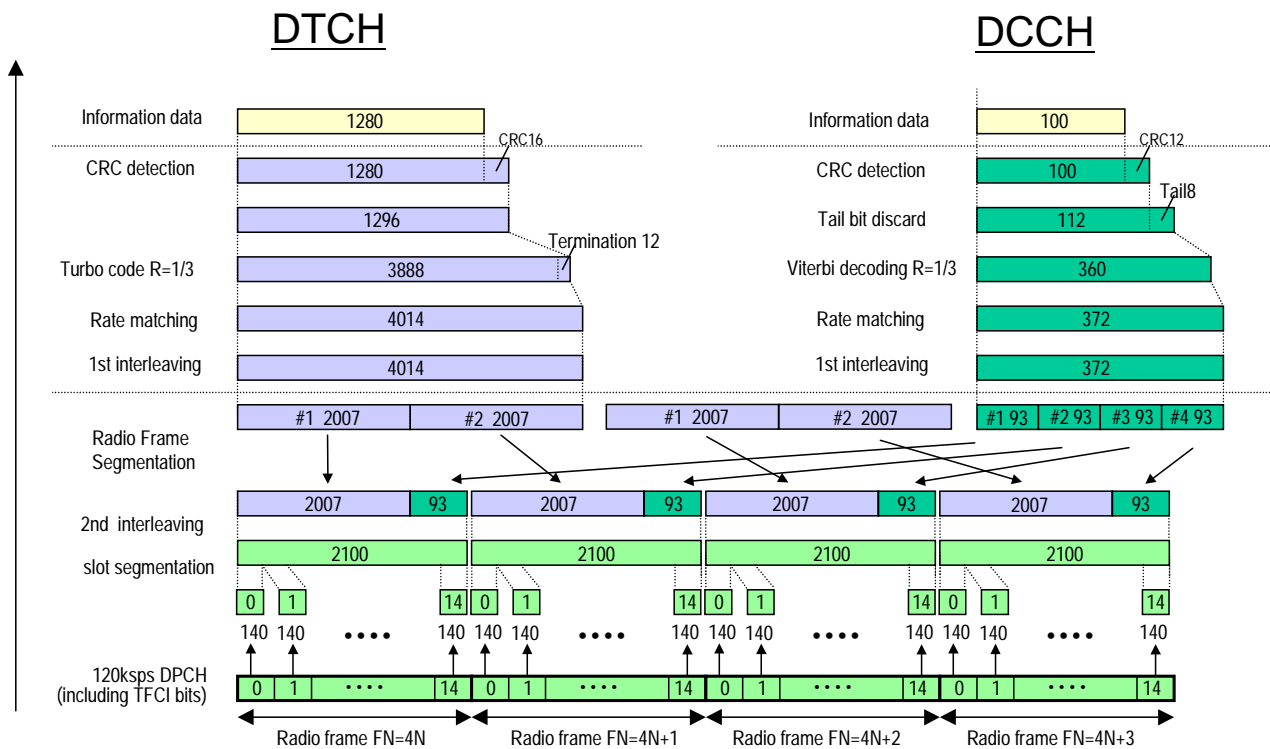 DTCH DCCH
Information data 1280 Information data 100
CRC16 CRC12
CRC detection 1280 CRC detection 100
Tail8
1296 Tail bit discard 112
Termination 12
Turbo code R=1/3 3888 Viterbi decoding R=1/3 360
Rate matching 4014 Rate matching 372
1st interleaving 4014 1st interleaving 372
#1 2007 #2 2007 #1 2007 #2 2007 #1 93 #2 93 #3 93 #4 93
Radio Frame
Segmentation
2007 93 2007 93 2007 93 2007 93
2nd interleaving
2100 2100 2100 2100
slot segmentation
0 1 14 0 1 14 0 1 14 0 1 14
140 140 •••• 140 140 140 •••• 140 140 140 •••• 140 140 140 •••• 140
120ksps DPCH
(including TFCI bits)
0 1 •••• 14 0 1 •••• 14 0 1 •••• 14 0 1 •••• 14
Radio frame FN=4N Radio frame FN=4N+1 Radio frame FN=4N+2 Radio frame FN=4N+3